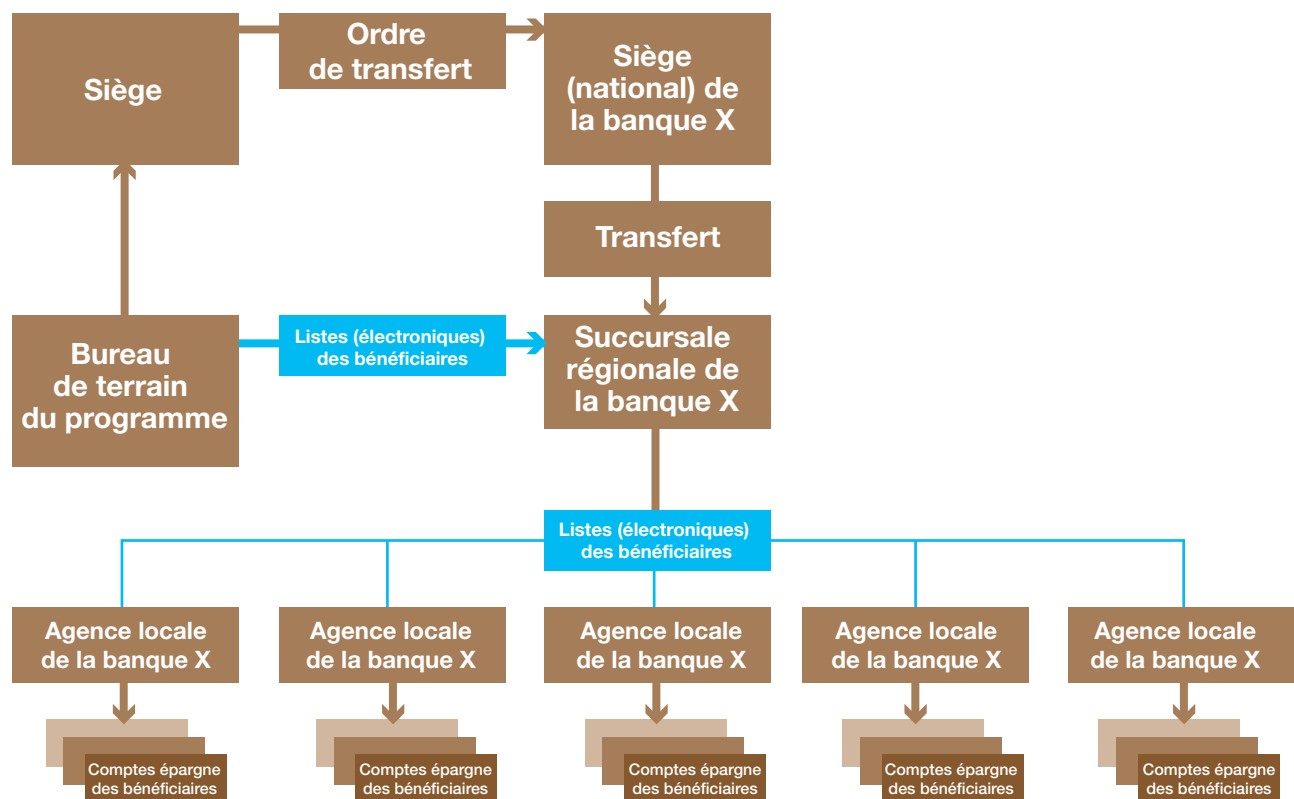 Siège
Ordre
de transfert
Siège
(national) de
la banque X
Transfert
Bureau
de terrain
du programme
Listes (électroniques)
des bénéficiaires
Succursale
régionale de
la banque X
Listes (électroniques)
des bénéficiaires
Agence locale
de la banque X
Agence locale
de la banque X
Agence locale
de la banque X
Agence locale
de la banque X
Agence locale
de la banque X
Comptes épargne
des bénéficiaires
Comptes épargne
des bénéficiaires
Comptes épargne
des bénéficiaires
Comptes épargne
des bénéficiaires
Comptes épargne
des bénéficiaires